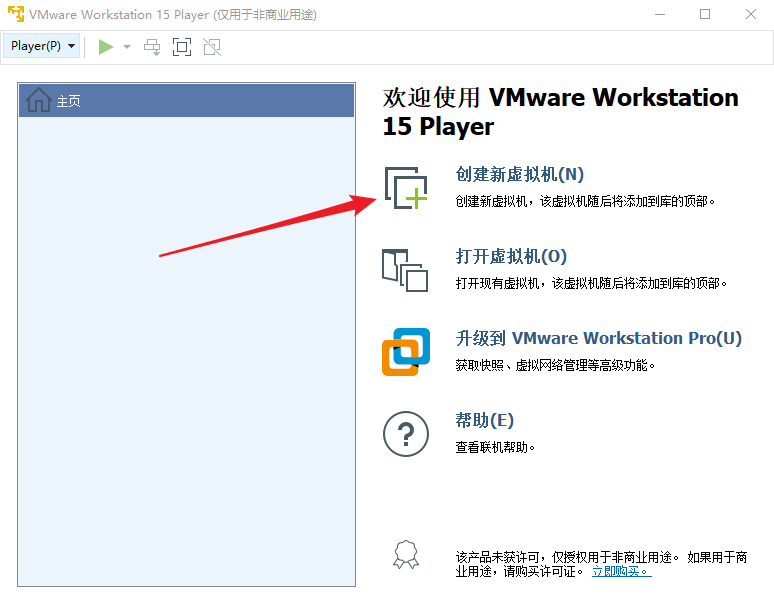 VMware Workstation 15 Player (仅用于非商业用途)
Player(P)
主页
欢迎使用 VMware Workstation
15 Player
创建新虚拟机(N)
创建新虚拟机，该虚拟机随后将添加到库的顶部。
打开虚拟机(O)
打开现有虚拟机，该虚拟机随后将添加到库的顶部。
升级到 VMware Workstation Pro(U)
获取快照、虚拟网络管理等高级功能。
帮助(E)
查看联机帮助。
该产品未获许可，仅授权用于非商业用途。 如果用于商
业用途，请购买许可证。 立即购买。